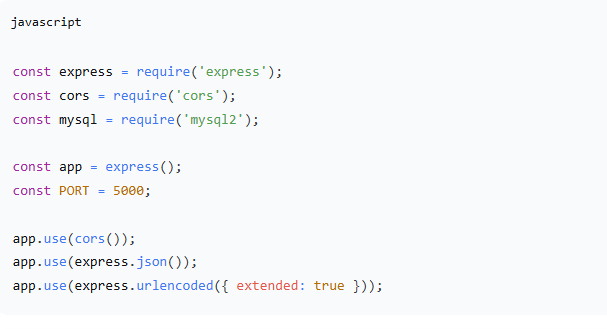 javascript
const express = require('express');
const cors = require('cors');
const mysql = require('mysql2');
const app = express();
const PORT = 5000;
app.use(cors());
app.use(express.json());
app.use(express.urlencoded({ extended: true }));